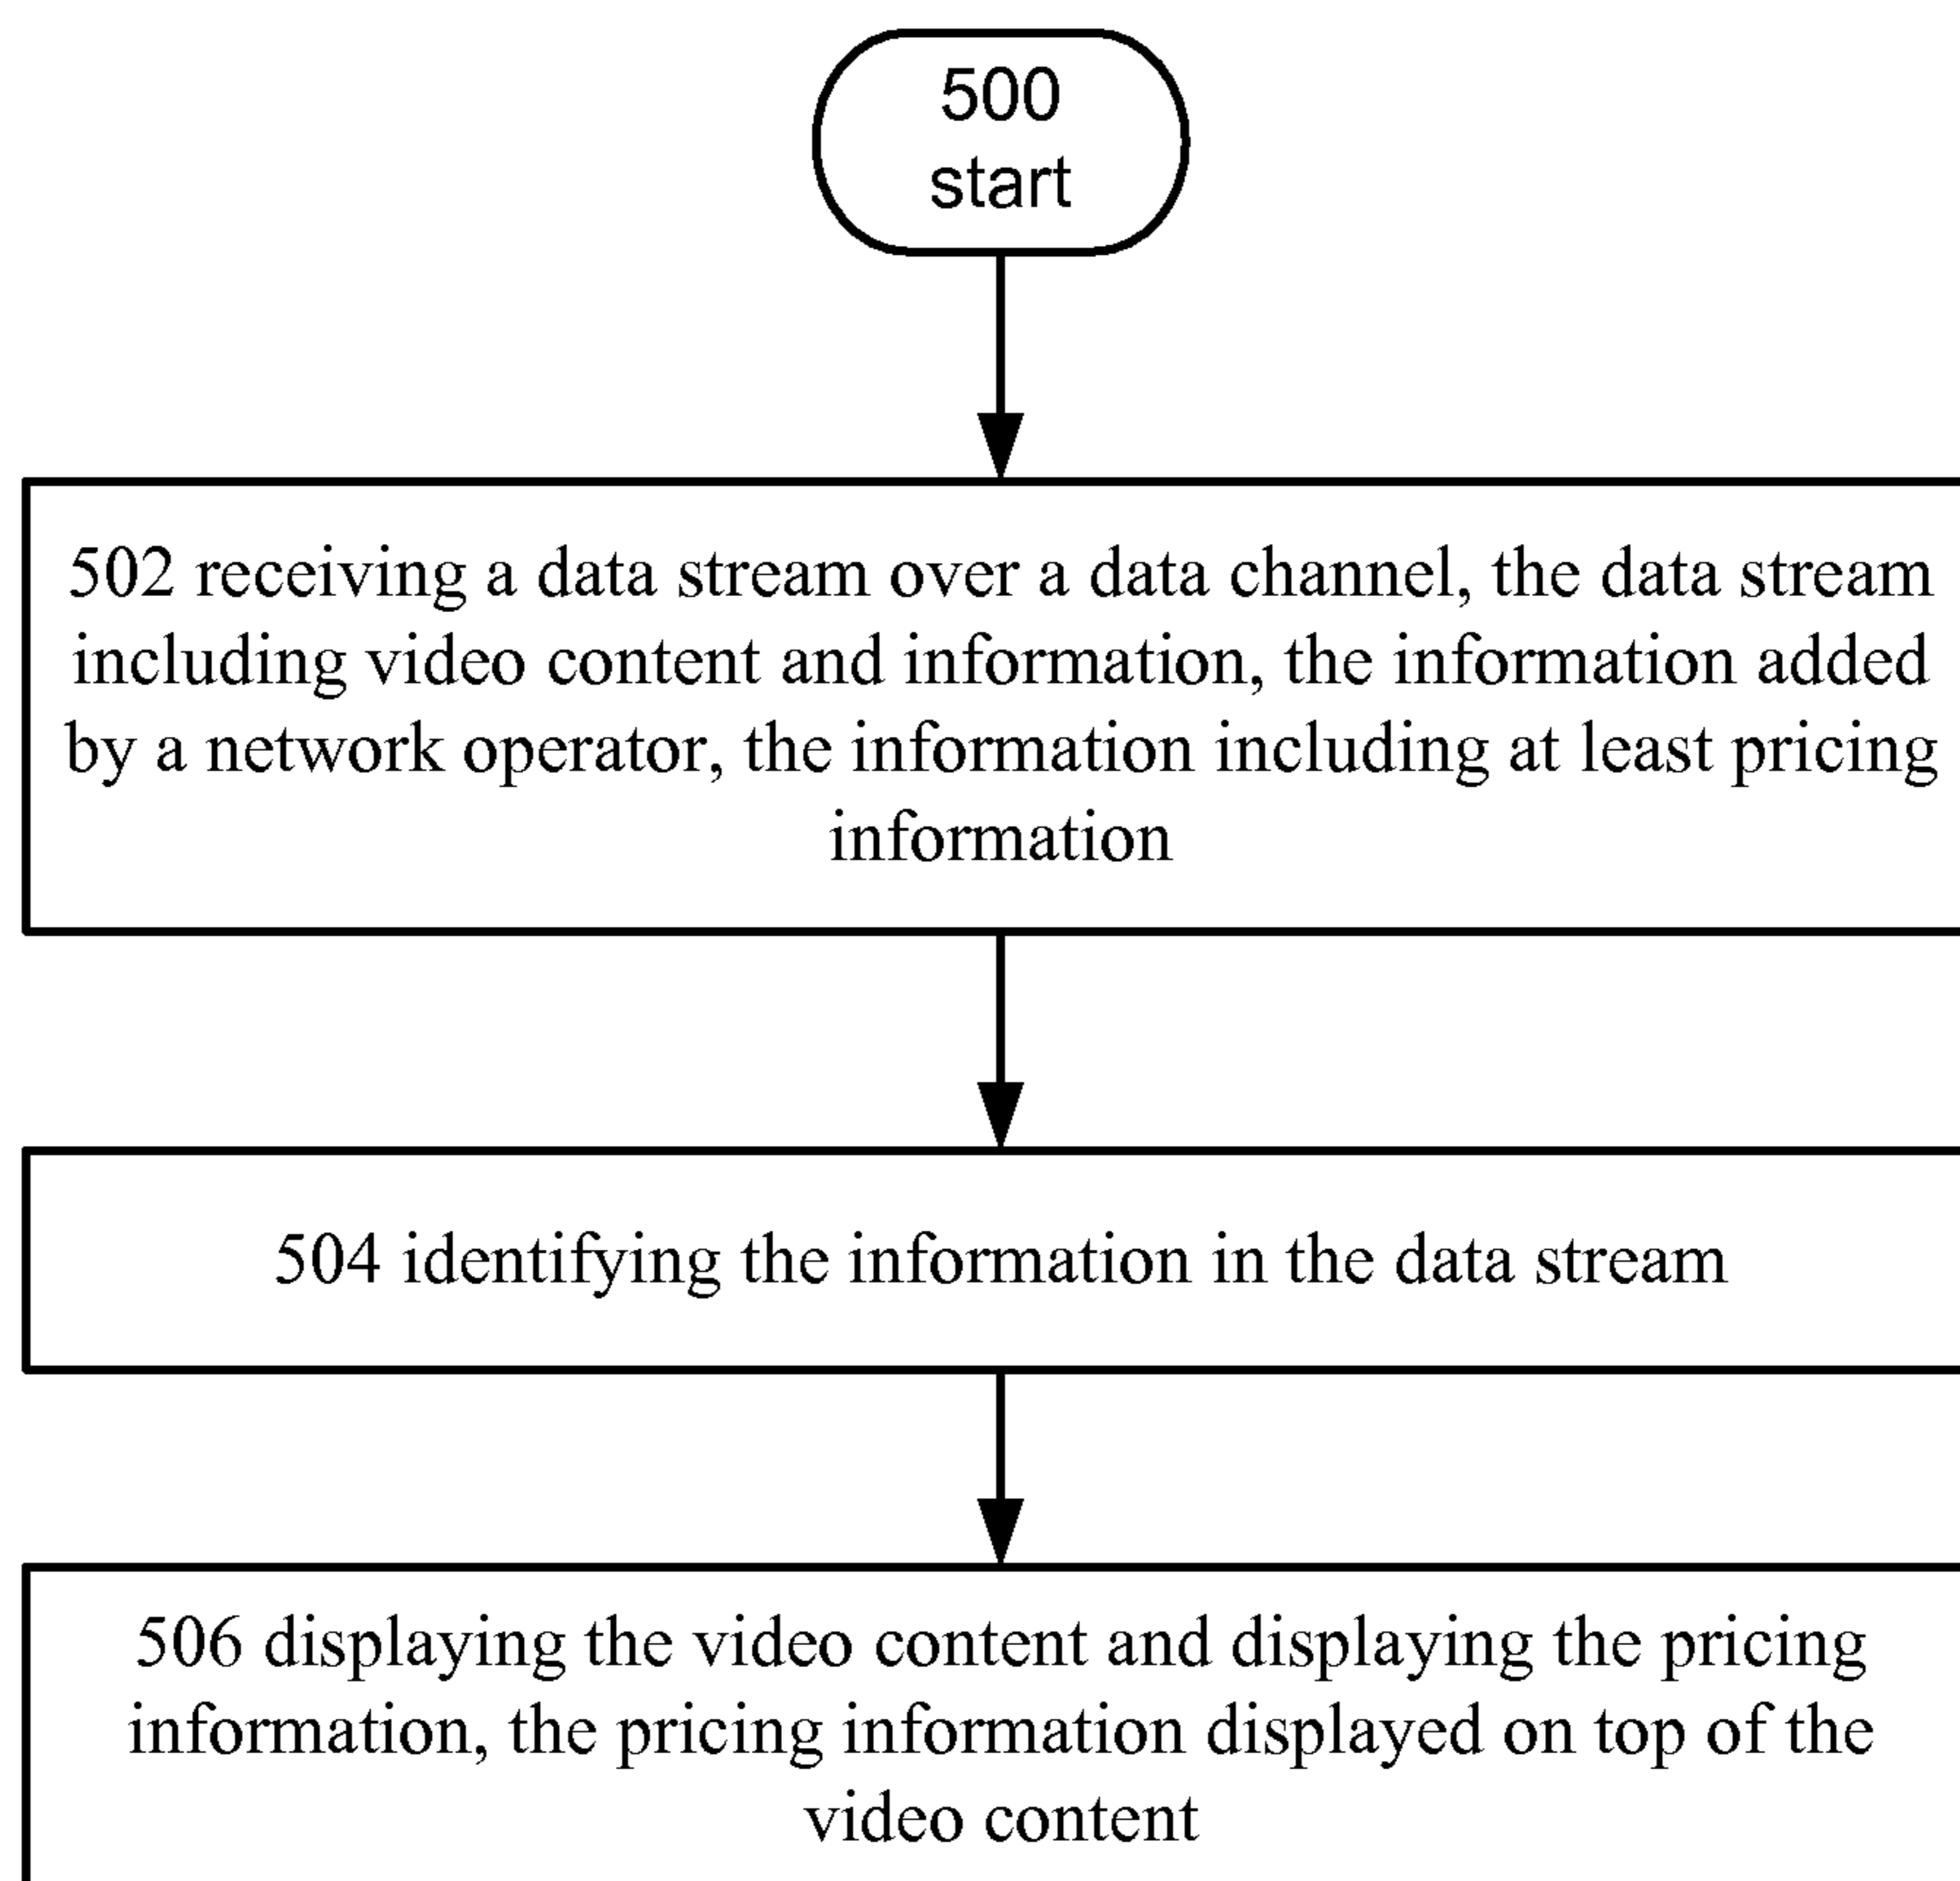 500
start
502 receiving a data stream over a data channel, the data stream
including video content and information, the information added
by a network operator, the information including at least pricing
information
504 identifying the information in the data stream
506 displaying the video content and displaying the pricing
information, the pricing information displayed on top of the
video content